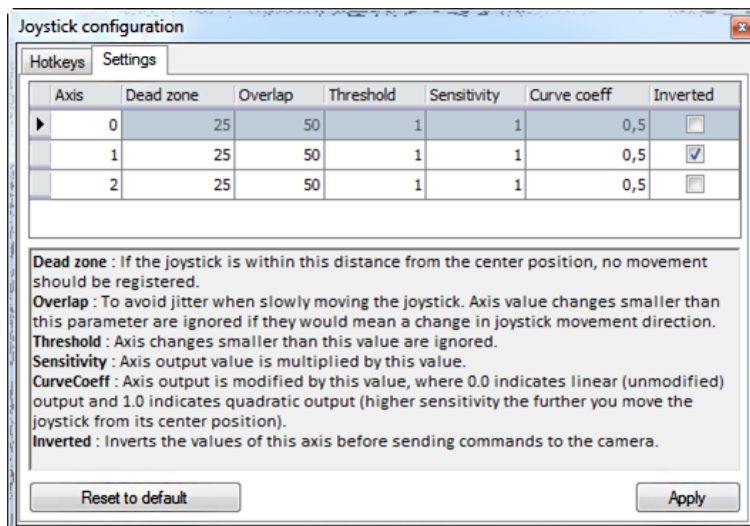 Joystick configuration
Hotkeys Settings
Axis Dead zone Overlap Threshold Sensitivity Curve coeff Inverted
0 25 50 1 1 0,5
1 25 50 1 1 0,5
2 25 50 1 1 0,5
Dead zone : If the joystick is within this distance from the center position, no movement
should be registered.
Overlap : To avoid jitter when slowly moving the joystick. Axis value changes smaller than
this parameter are ignored if they would mean a change in joystick movement direction.
Threshold : Axis changes smaller than this value are ignored.
Sensitivity : Axis output value is multiplied by this value.
CurveCoeff : Axis output is modified by this value, where 0.0 indicates linear (unmodified)
output and 1.0 indicates quadratic output (higher sensitivity the further you move the
joystick from its center position).
Inverted : Inverts the values of this axis before sending commands to the camera.
Reset to default Apply